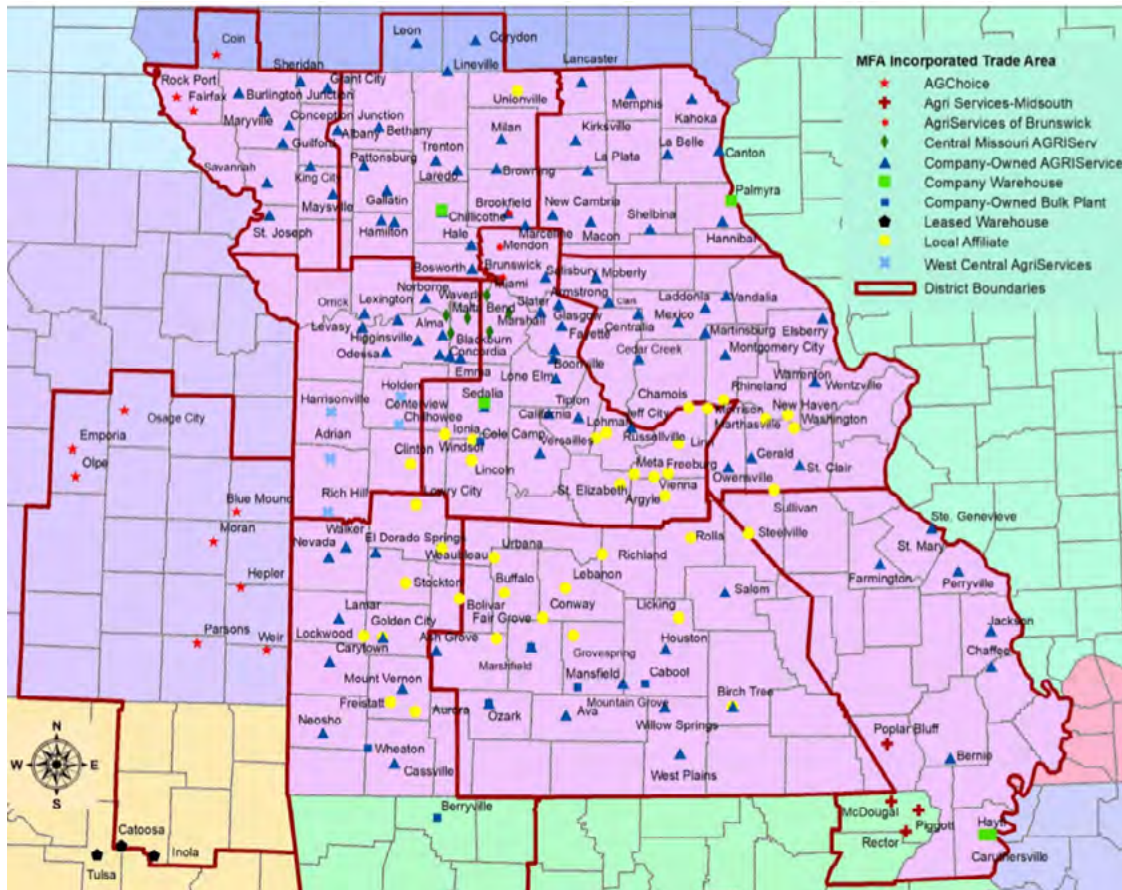 Leon
Corydon
Coin
Sheridan
Lineville
Lancaster
Rock Port
Grant City
Fairfax
Burlington Junction
Unionville
Memphis
Kahoka
Maryville
Conception Junction
Albany
Bethany
Milan
Kirksville
Guilford
La Belle
Canton
Savannah
Pattonsburg
Trenton
La Plata
King City
Laredo
Browning
Palmyra
Maysville
Gallatin
Brookfield
New Cambria
Shelbina
St. Joseph
Hamilton
Chillicothe
Marceline
Macon
Hannibal
Hale
Mendon
Bosworth
Brunswick
Salisbury
Moberly
Norborne
Miami
Armstrong
Clark
Laddonia
Vandalia
Orrick
Lexington
Waverly
Slater
Glasgow
Mexico
Levasy
Alma
Malta Bend
Marshall
Fayette
Centralia
Martinsburg
Elsberry
Higginsville
Blackburn
Montgomery City
Odessa
Concordia
Boonville
Cedar Creek
Emma
Lone Elm
Warrenton
Holden
Chamois
Rhineland
Wentzville
Harrisonville
Centerview
Sedalia
Tipton
Jeff City
Morrison
New Haven
Chilhowee
California
Lohman
Marthasville
Washington
Adrian
Ionia
Cole Camp
Versailles
Russellville
Linn
Clinton
Windsor
Gerald
Lincoln
Meta
Freeburg
St. Clair
Owensville
Rich Hill
Lowry City
St. Elizabeth
Vienna
Argyle
Sullivan
Walker
Ste. Genevieve
Nevada
El Dorado Springs
Urbana
Rolla
Steelville
St. Mary
Weaubleau
Richland
Farmington
Perryville
Stockton
Buffalo
Lebanon
Salem
Lamar
Bolivar
Conway
Licking
Golden City
Fair Grove
Jackson
Lockwood
Ash Grove
Houston
Chaffee
Carytown
Marshfield
Grovespring
Mansfield
Cabool
Mount Vernon
Birch Tree
Freistatt
Aurora
Ozark
Mountain Grove
Neosho
Ava
Willow Springs
Poplar Bluff
Wheaton
Bernie
Cassville
West Plains
Berryville
McDougal
Hayti
Piggott
Rector
Caruthersville
Osage City
Emporia
Olpe
Blue Mound
Moran
Hepler
Parsons
Weir
N
W
E
S
Catoosa
Inola
Tulsa
MFA Incorporated Trade Area
AGChoice
Agri Services-Midsouth
AgriServices of Brunswick
Central Missouri AGRIServ
Company-Owned AGRIService
Company Warehouse
Company-Owned Bulk Plant
Leased Warehouse
Local Affiliate
West Central AgriServices
District Boundaries